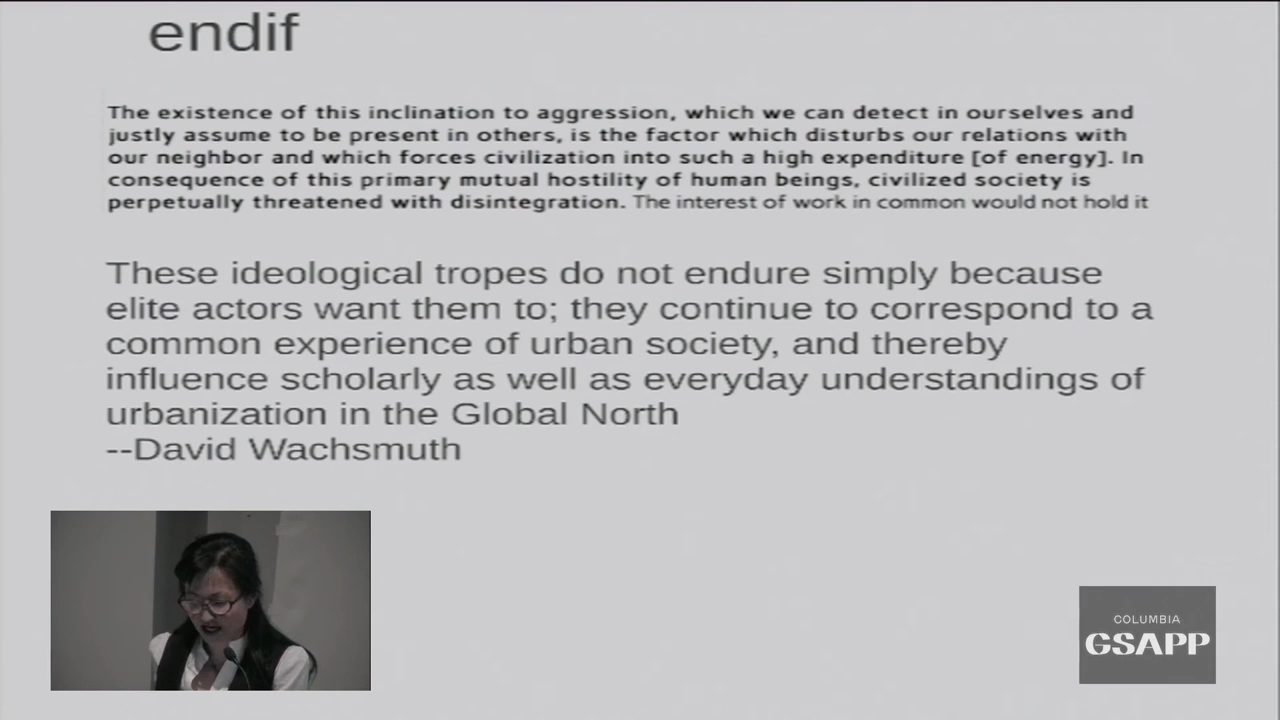 endif
The existence of this inclination to aggression, which we can detect in ourselves and
justly assume to be present in others, is the factor which disturbs our relations with
our neighbor and which forces civilization into such a high expenditure [of energy]. In
consequence of this primary mutual hostility of human beings, civilized society is
perpetually threatened with disintegration. The interest of work in common would not hold it
These ideological tropes do not endure simply because
elite actors want them to; they continue to correspond to a
common experience of urban society, and thereby
influence scholarly as well as everyday understandings of
urbanization in the Global North
--David Wachsmuth
COLUMBIA
GSAPP